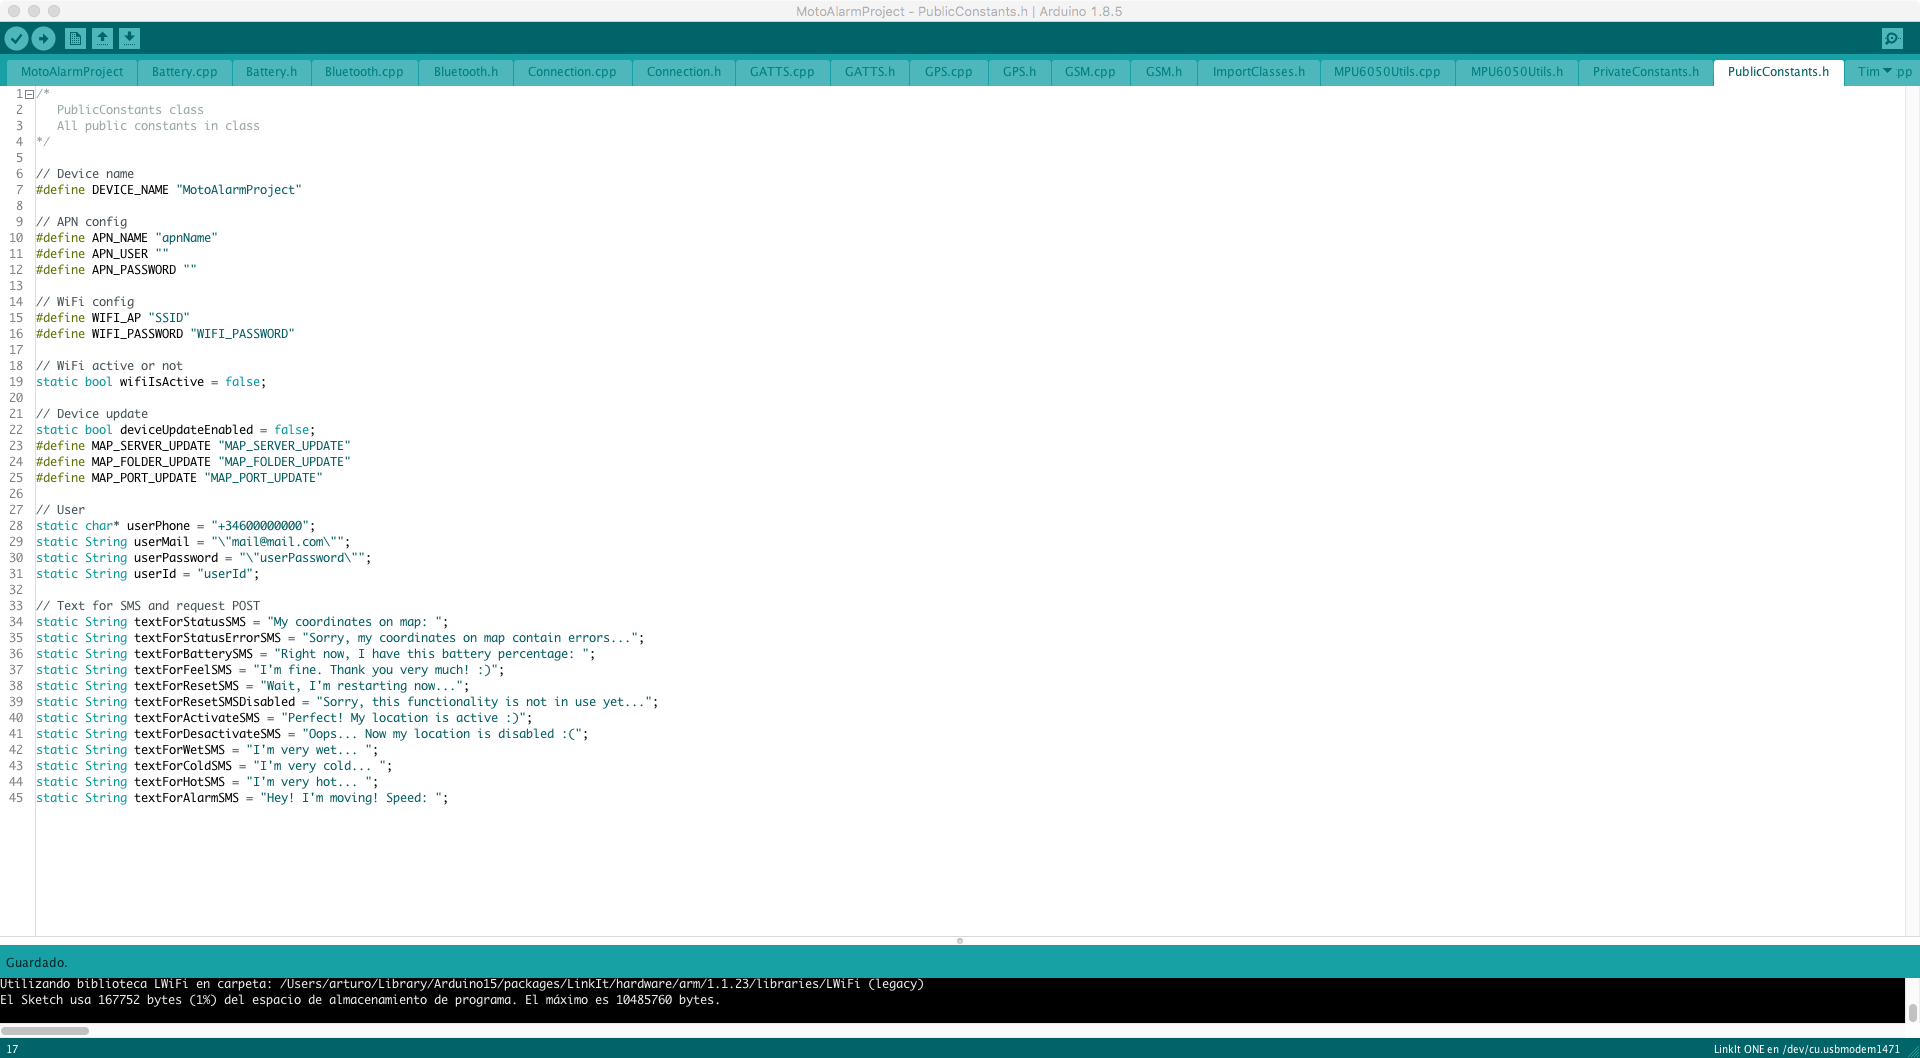 MotoAlarmProject - PublicConstants.h | Arduino 1.8.5
MotoAlarmProject Battery.cpp Battery.h Bluetooth.cpp Bluetooth.h Connection.cpp Connection.h GATTS.cpp GATTS.h GPS.cpp GPS.h GSM.cpp GSM.h ImportClasses.h MPU6050Utils.cpp MPU6050Utils.h PrivateConstants.h PublicConstants.h Tim pp
1 /*
2 PublicConstants class
3 All public constants in class
4 */
5
6 // Device name
7 #define DEVICE_NAME "MotoAlarmProject"
8
9 // APN config
10 #define APN_NAME "apnName"
11 #define APN_USER ""
12 #define APN_PASSWORD ""
13
14 // WiFi config
15 #define WIFI_AP "SSID"
16 #define WIFI_PASSWORD "WIFI_PASSWORD"
17
18 // WiFi active or not
19 static bool wifiIsActive = false;
20
21 // Device update
22 static bool deviceUpdateEnabled = false;
23 #define MAP_SERVER_UPDATE "MAP_SERVER_UPDATE"
24 #define MAP_FOLDER_UPDATE "MAP_FOLDER_UPDATE"
25 #define MAP_PORT_UPDATE "MAP_PORT_UPDATE"
26
27 // User
28 static char* userPhone = "+34600000000";
29 static String userMail = "\"mail@mail.com\"";
30 static String userPassword = "\"userPassword\"";
31 static String userId = "userId";
32
33 // Text for SMS and request POST
34 static String textForStatusSMS = "My coordinates on map: ";
35 static String textForStatusErrorSMS = "Sorry, my coordinates on map contain errors...";
36 static String textForBatterySMS = "Right now, I have this battery percentage: ";
37 static String textForFeelSMS = "I'm fine. Thank you very much! :)";
38 static String textForResetSMS = "Wait, I'm restarting now...";
39 static String textForResetSMSDisabled = "Sorry, this functionality is not in use yet...";
40 static String textForActivateSMS = "Perfect! My location is active :)";
41 static String textForDesactivateSMS = "Oops... Now my location is disabled :(";
42 static String textForWetSMS = "I'm very wet... ";
43 static String textForColdSMS = "I'm very cold... ";
44 static String textForHotSMS = "I'm very hot... ";
45 static String textForAlarmSMS = "Hey! I'm moving! Speed: ";
Guardado.
Utilizando biblioteca LWiFi en carpeta: /Users/arturo/Library/Arduino15/packages/LinkIt/hardware/arm/1.1.23/libraries/LWiFi (legacy)
El Sketch usa 167752 bytes (1%) del espacio de almacenamiento de programa. El máximo es 10485760 bytes.
17 LinkIt ONE en /dev/cu.usbmodem1471